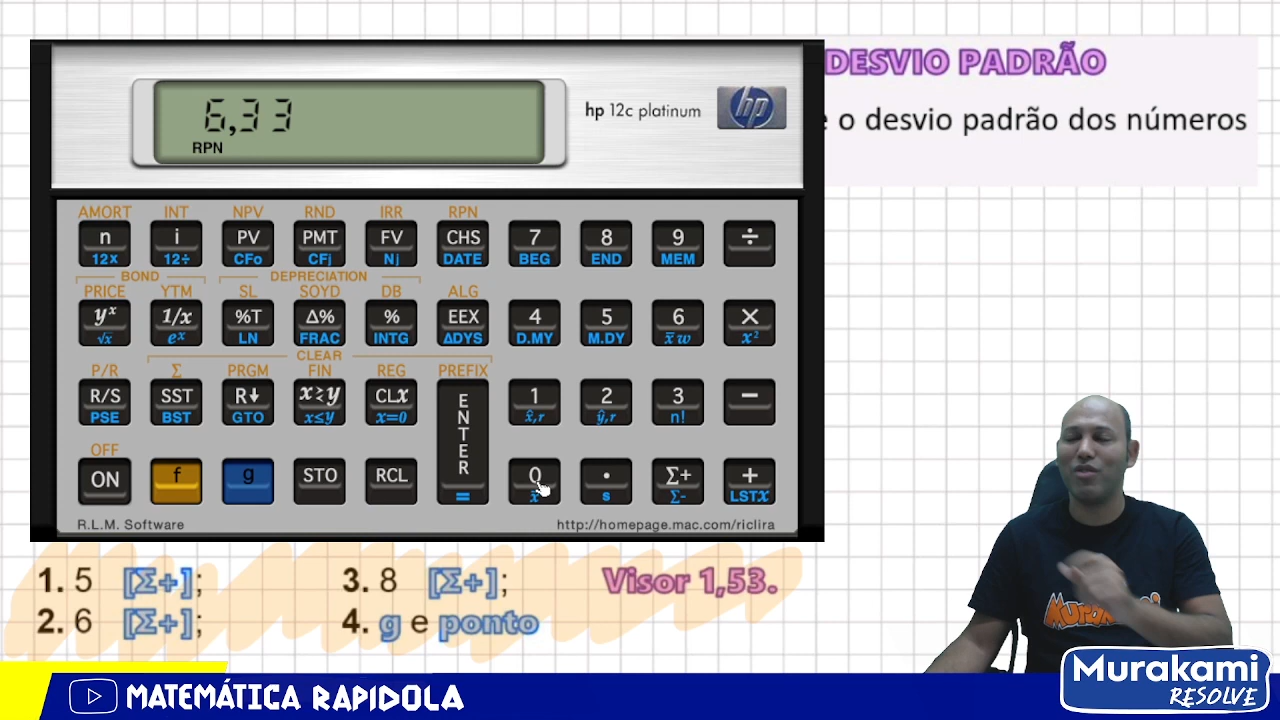 DESVIO PADRÃO
o desvio padrão dos números
6,33
RPN
hp 12c platinum
hp
AMORT INT NPV RND IRR RPN
n i PV PMT FV CHS 7 8 9 ÷
12x 12÷ CFo CFj Nj DATE BEG END MEM
BOND DEPRECIATION
PRICE YTM SL SOYD DB ALG
yˣ 1/x %T Δ% % EEX 4 5 6 ×
√x eˣ LN FRAC INTG ΔDYS D.MY M.DY x̄w x²
CLEAR
P/R Σ PRGM FIN REG PREFIX
R/S SST R↓ x≷y CLx ENTER 1 2 3 −
PSE BST GTO x≤y x=0 x̂,r ŷ,r n!
OFF
ON f g STO RCL 0 · Σ+ +
= x̄ s Σ- LSTX
R.L.M. Software http://homepage.mac.com/riclira
1. 5 [Σ+]; 3. 8 [Σ+]; Visor 1,53.
2. 6 [Σ+]; 4. g e ponto
MATEMÁTICA RAPIDOLA
Murakami
RESOLVE